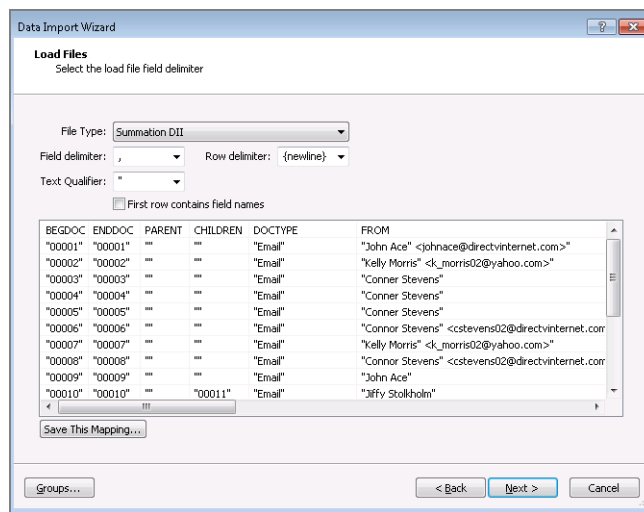 Data Import Wizard
Load Files
Select the load file field delimiter
File Type: Summation DII
Field delimiter: , Row delimiter: {newline}
Text Qualifier: "
First row contains field names
BEGDOC ENDDOC PARENT CHILDREN DOCTYPE FROM
"00001" "00001" "" "" "Email" "John Ace" <johnace@directvinternet.com>"
"00002" "00002" "" "" "Email" "Kelly Morris" <k_morris02@yahoo.com>"
"00003" "00003" "" "" "Email" "Conner Stevens"
"00004" "00004" "" "" "Email" "Conner Stevens"
"00005" "00005" "" "" "Email" "Conner Stevens"
"00006" "00006" "" "" "Email" "Connor Stevens" <cstevens02@directvinternet.com
"00007" "00007" "" "" "Email" "Kelly Morris" <k_morris02@yahoo.com>"
"00008" "00008" "" "" "Email" "Connor Stevens" <cstevens02@directvinternet.com
"00009" "00009" "" "" "Email" "John Ace"
"00010" "00010" "" "00011" "Email" "Jiffy Stolkholm"
Save This Mapping...
Groups... < Back Next > Cancel